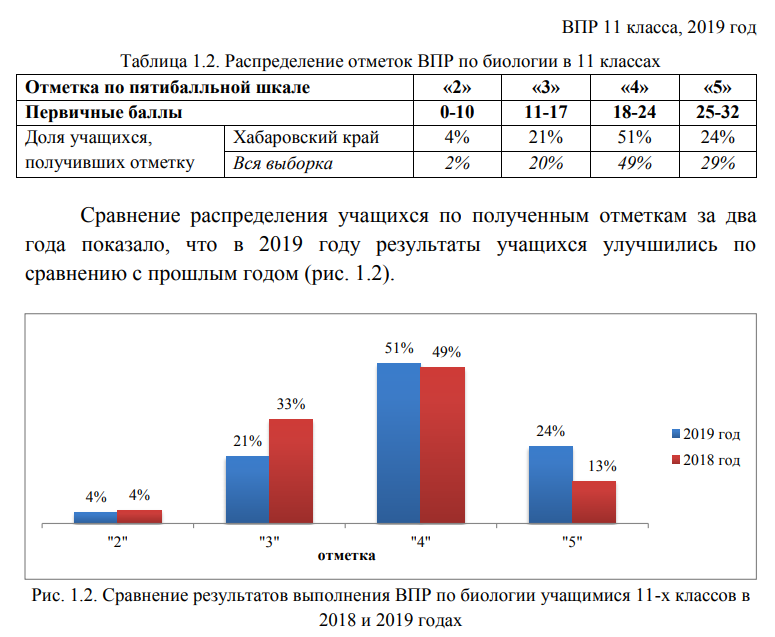 ВПР 11 класса, 2019 год
Таблица 1.2. Распределение отметок ВПР по биологии в 11 классах
Отметка по пятибалльной шкале «2» «3» «4» «5»
Первичные баллы 0-10 11-17 18-24 25-32
Доля учащихся, Хабаровский край 4% 21% 51% 24%
получивших отметку Вся выборка 2% 20% 49% 29%
Сравнение распределения учащихся по полученным отметкам за два
года показало, что в 2019 году результаты учащихся улучшились по
сравнению с прошлым годом (рис. 1.2).
51% 49%
33%
21%
24%
13%
4% 4%
2019 год
2018 год
"2" "3" "4" "5"
отметка
Рис. 1.2. Сравнение результатов выполнения ВПР по биологии учащимися 11-х классов в
2018 и 2019 годах